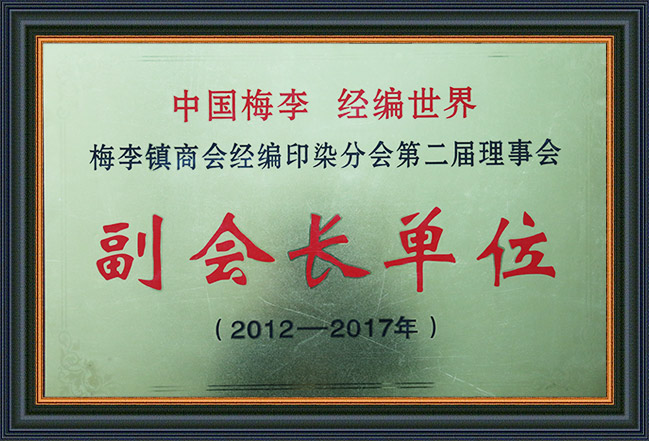 中国梅李 经编世界
梅李镇商会经编印染分会第二届理事会
副会长单位
（2012—2017年）